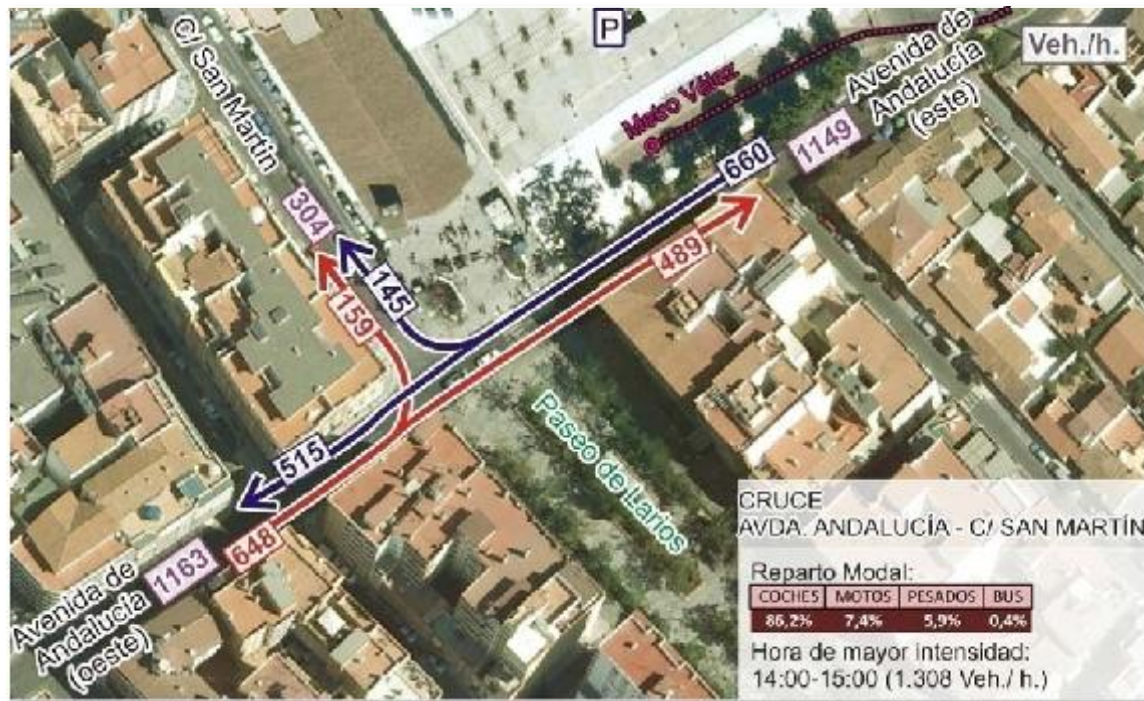 C/ San Martín
P
Metro Vélez
Avenida de
Andalucía
(este)
Veh./h.
1149
660
489
304
145
159
Paseo de Larios
515
648
1163
Avenida de
Andalucía
(oeste)
CRUCE
AVDA. ANDALUCÍA - C/ SAN MARTÍN
Reparto Modal:
COCHES MOTOS PESADOS BUS
86,2% 7,4% 5,9% 0,4%
Hora de mayor intensidad:
14:00-15:00 (1.308 Veh./ h.)